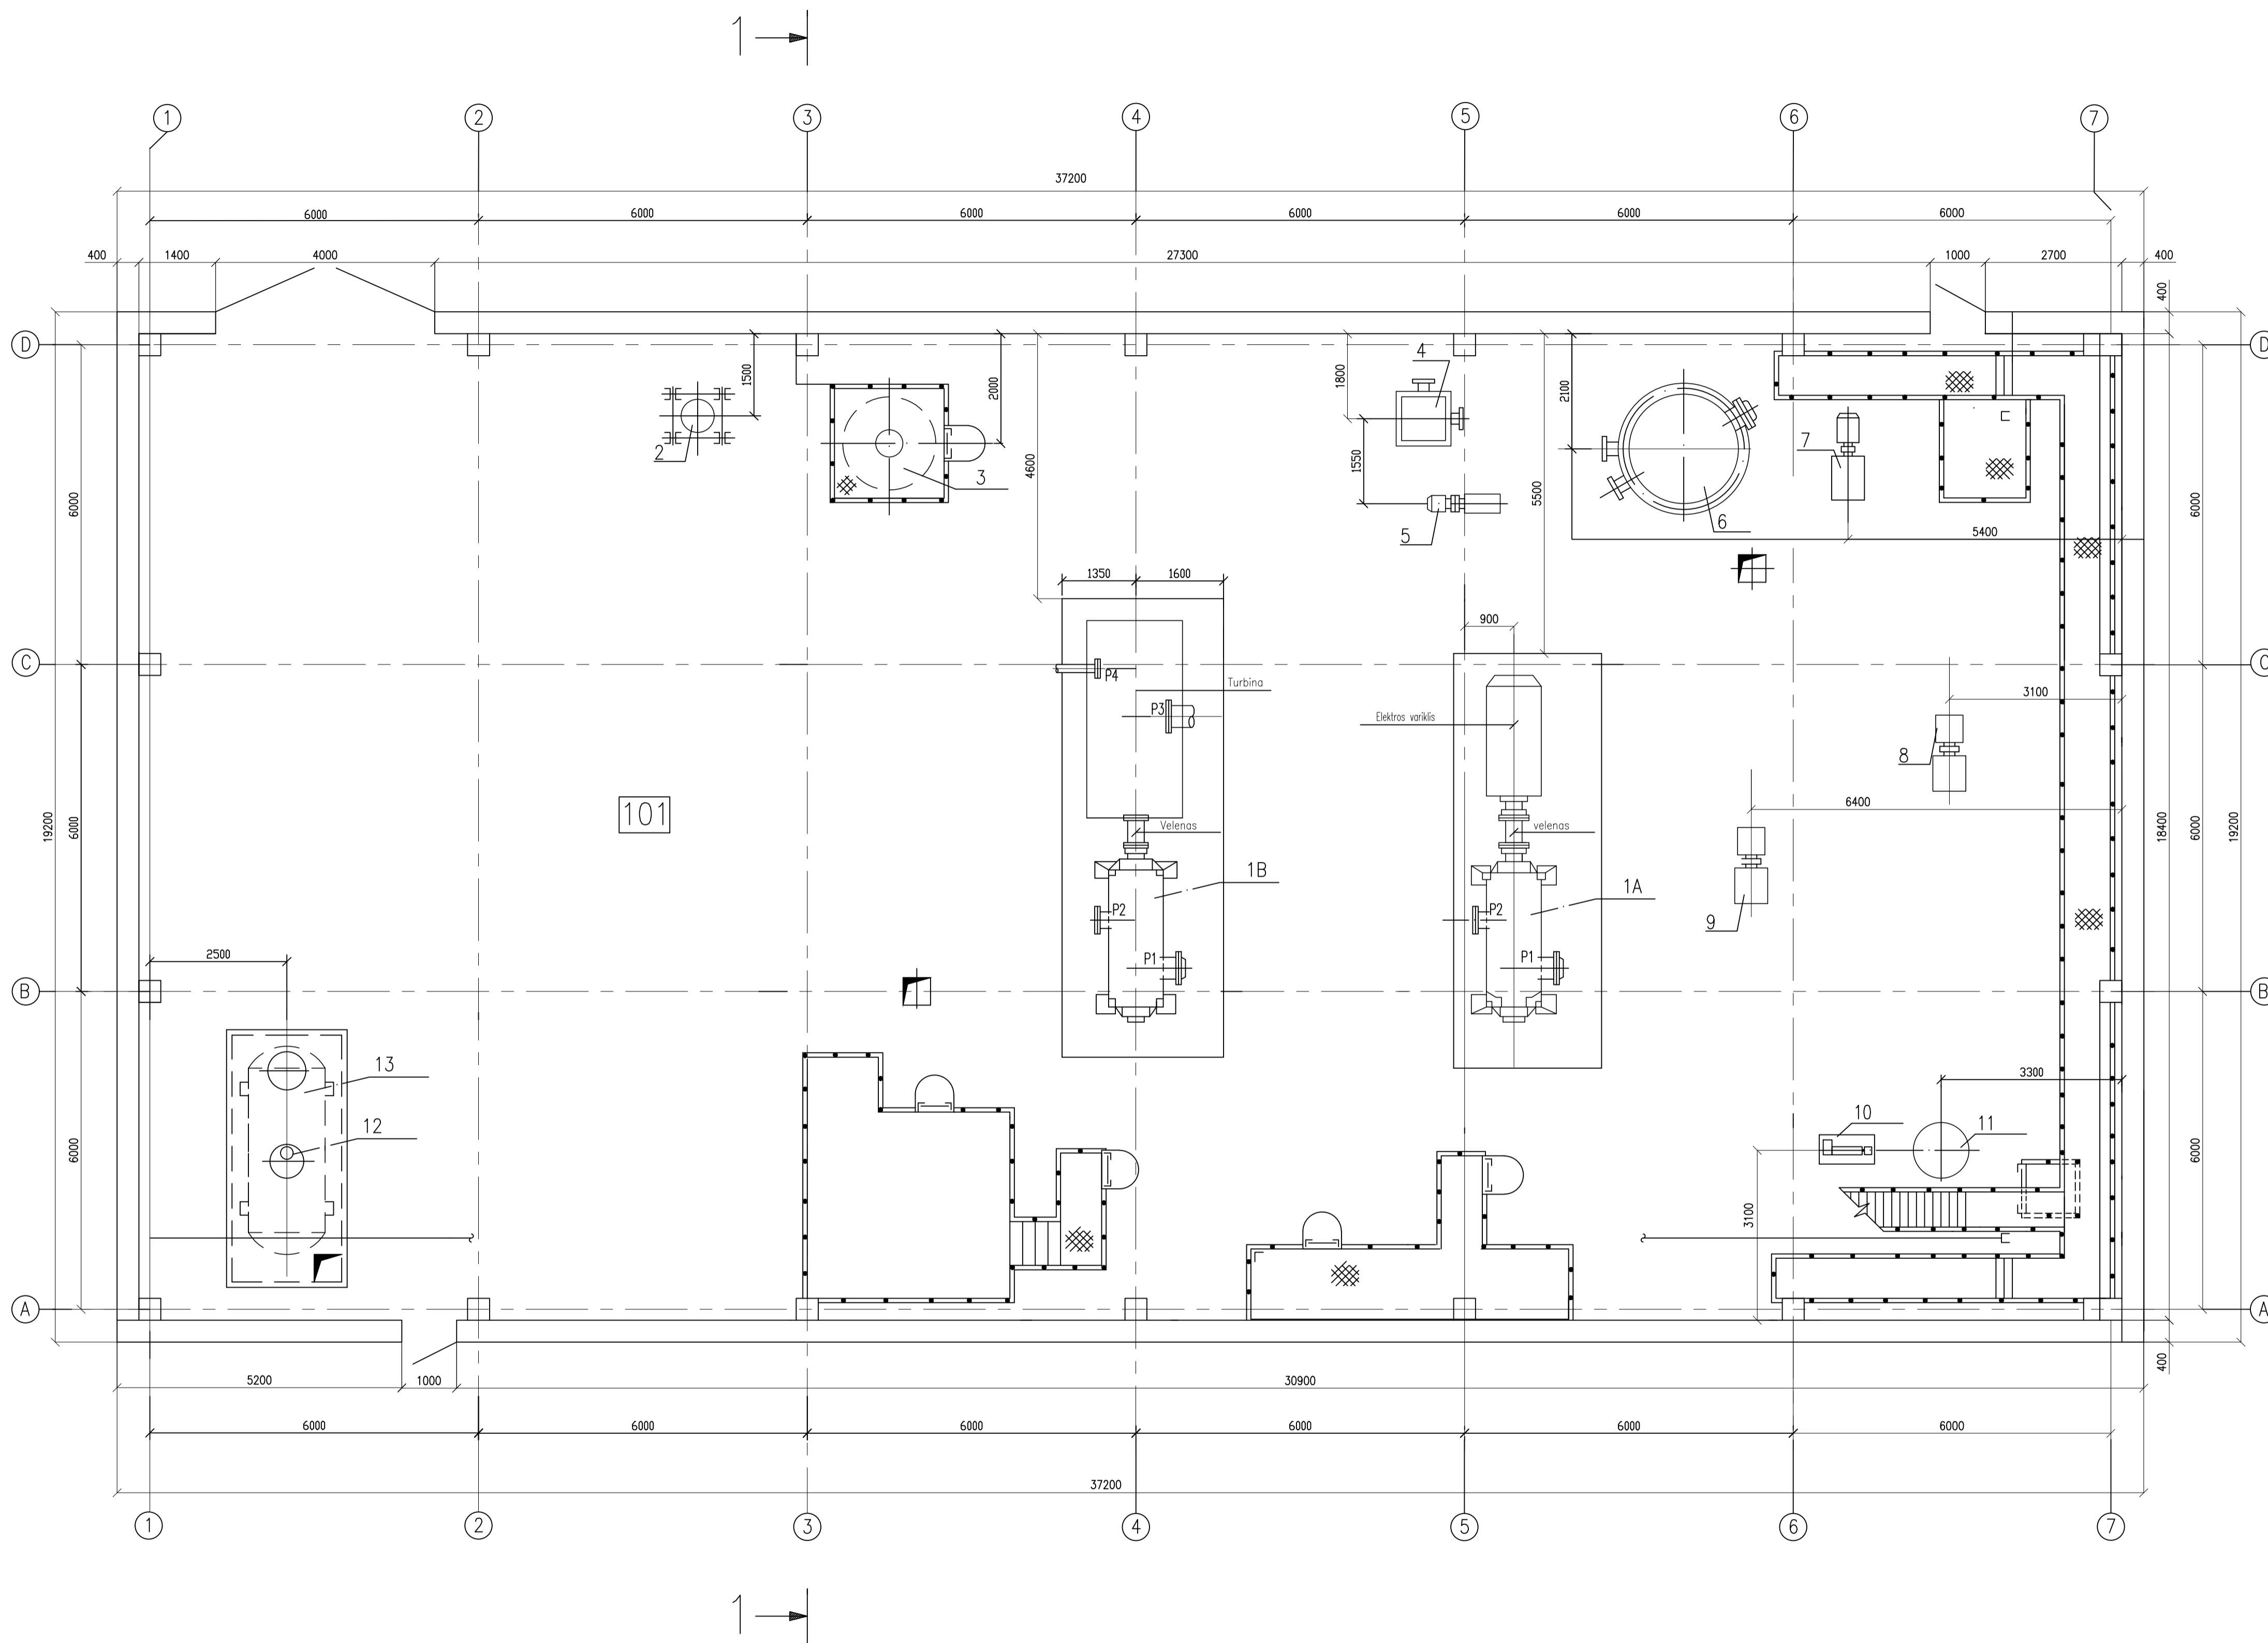 1
1 2 3 4 5 6 7
37200
6000 6000 6000 6000 6000 6000
400 1400 4000 27300 1000 2700 400
400
D D
1500 2000 1800 2100
4
2 3 7
4600 1550 5500
5 6
6000 6000
5400
1350 1600
900
C C
P4
Turbina
3100
P3
Elektros variklis
8
6400
101
19200 6000 18400 6000 19200
Velenas velenas
1B 1A
P2 P2
9
P1 P1
2500
B B
13
3300
10 11
12
6000 6000
3100
A A
400
5200 1000 30900
6000 6000 6000 6000 6000 6000
37200
1 2 3 4 5 6 7
1